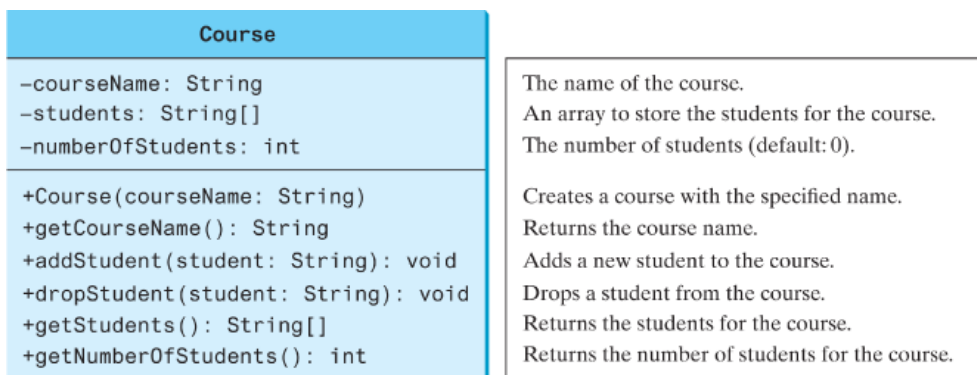 Course
–courseName: String
–students: String[]
–numberOfStudents: int
+Course(courseName: String)
+getCourseName(): String
+addStudent(student: String): void
+dropStudent(student: String): void
+getStudents(): String[]
+getNumberOfStudents(): int
The name of the course.
An array to store the students for the course.
The number of students (default: 0).
Creates a course with the specified name.
Returns the course name.
Adds a new student to the course.
Drops a student from the course.
Returns the students for the course.
Returns the number of students for the course.